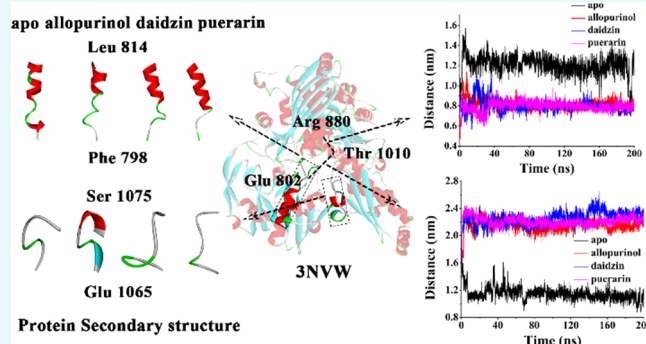 apo allopurinol daidzin puerarin
Leu 814
Phe 798
Ser 1075
Glu 1065
Protein Secondary structure
Arg 880
Thr 1010
Glu 802
3NVW
Distance (nm)
1.6
1.4
1.2
1.0
0.8
0.6
0.4
apo
allopurinol
daidzin
puerarin
0 40 80 120 160 200
Time (ns)
Distance (nm)
2.8
2.4
2.0
1.6
1.2
0.8
0.4
apo
allopurinol
daidzin
puerarin
0 40 80 120 160 200
Time (ns)